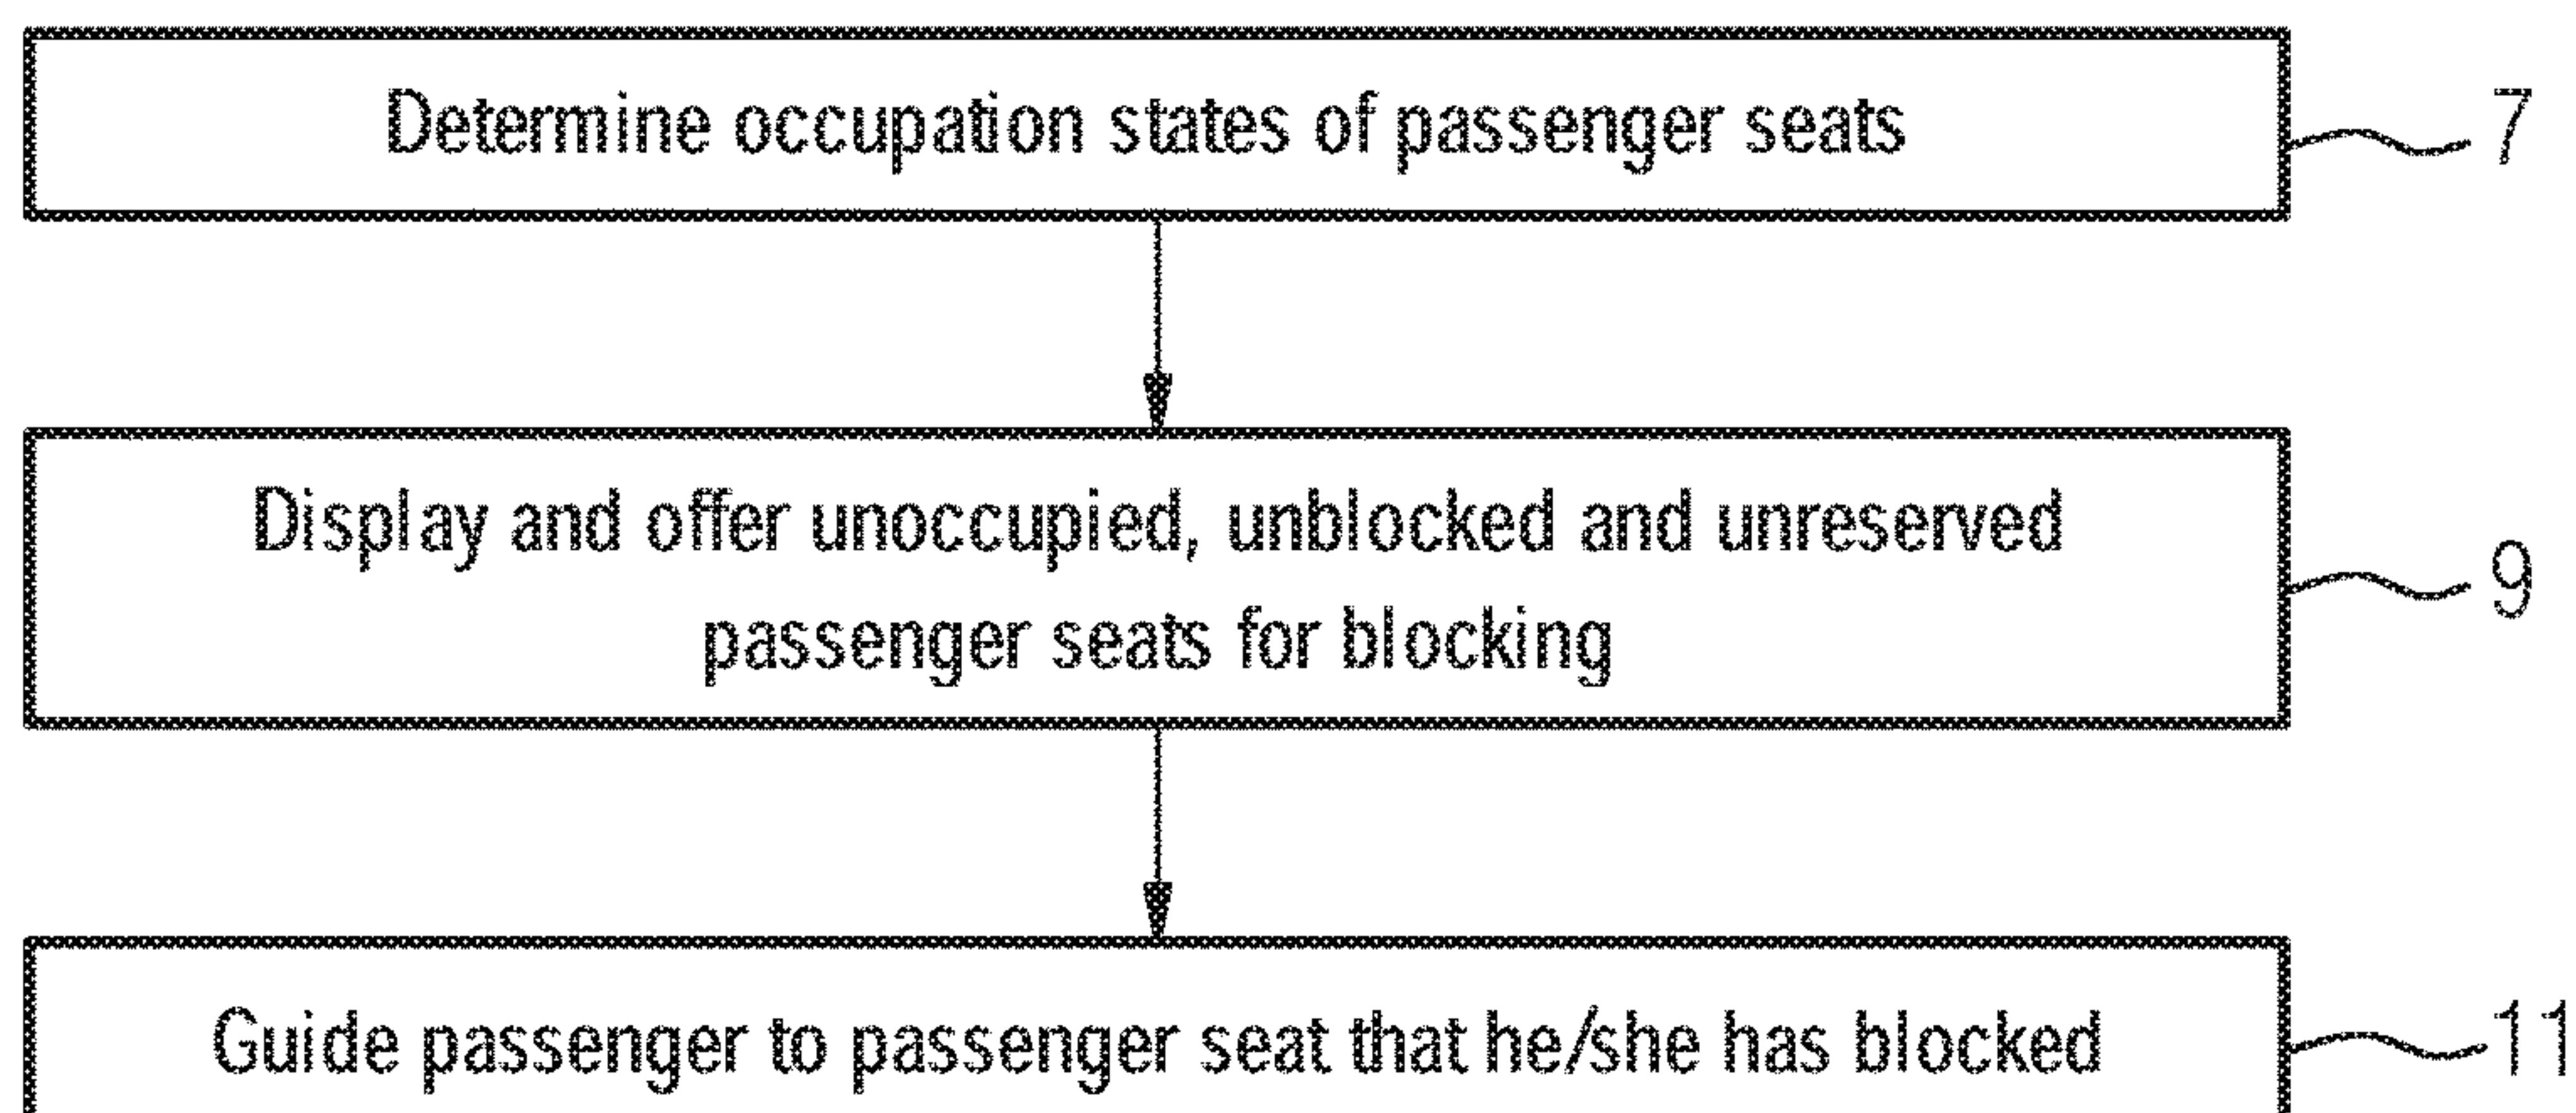 Determine occupation states of passenger seats
7
Display and offer unoccupied, unblocked and unreserved
passenger seats for blocking
9
Guide passenger to passenger seat that he/she has blocked
11